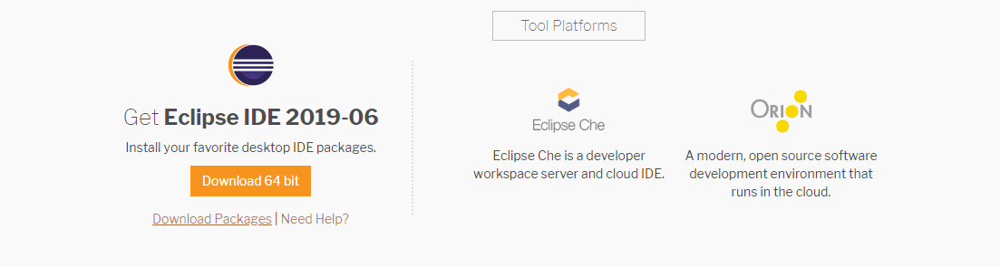 Tool Platforms
Get Eclipse IDE 2019-06
Install your favorite desktop IDE packages.
Download 64 bit
Download Packages | Need Help?
Eclipse Che
Eclipse Che is a developer
workspace server and cloud IDE.
ORION
A modern, open source software
development environment that
runs in the cloud.